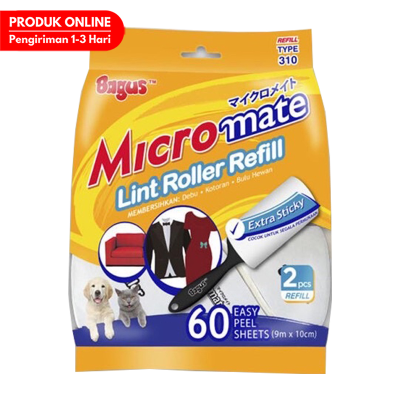 PRODUK ONLINE
Pengiriman 1-3 Hari
REFILL
TYPE
310
Bagus™
マイクロメイト
Micromate
Lint Roller Refill
MEMBERSIHKAN: Debu • Kotoran • Bulu Hewan
Extra Sticky
COCOK UNTUK SEGALA PERMUKAAN
Bagus
2 pcs
REFILL
60 EASY
PEEL
SHEETS (9m x 10cm)